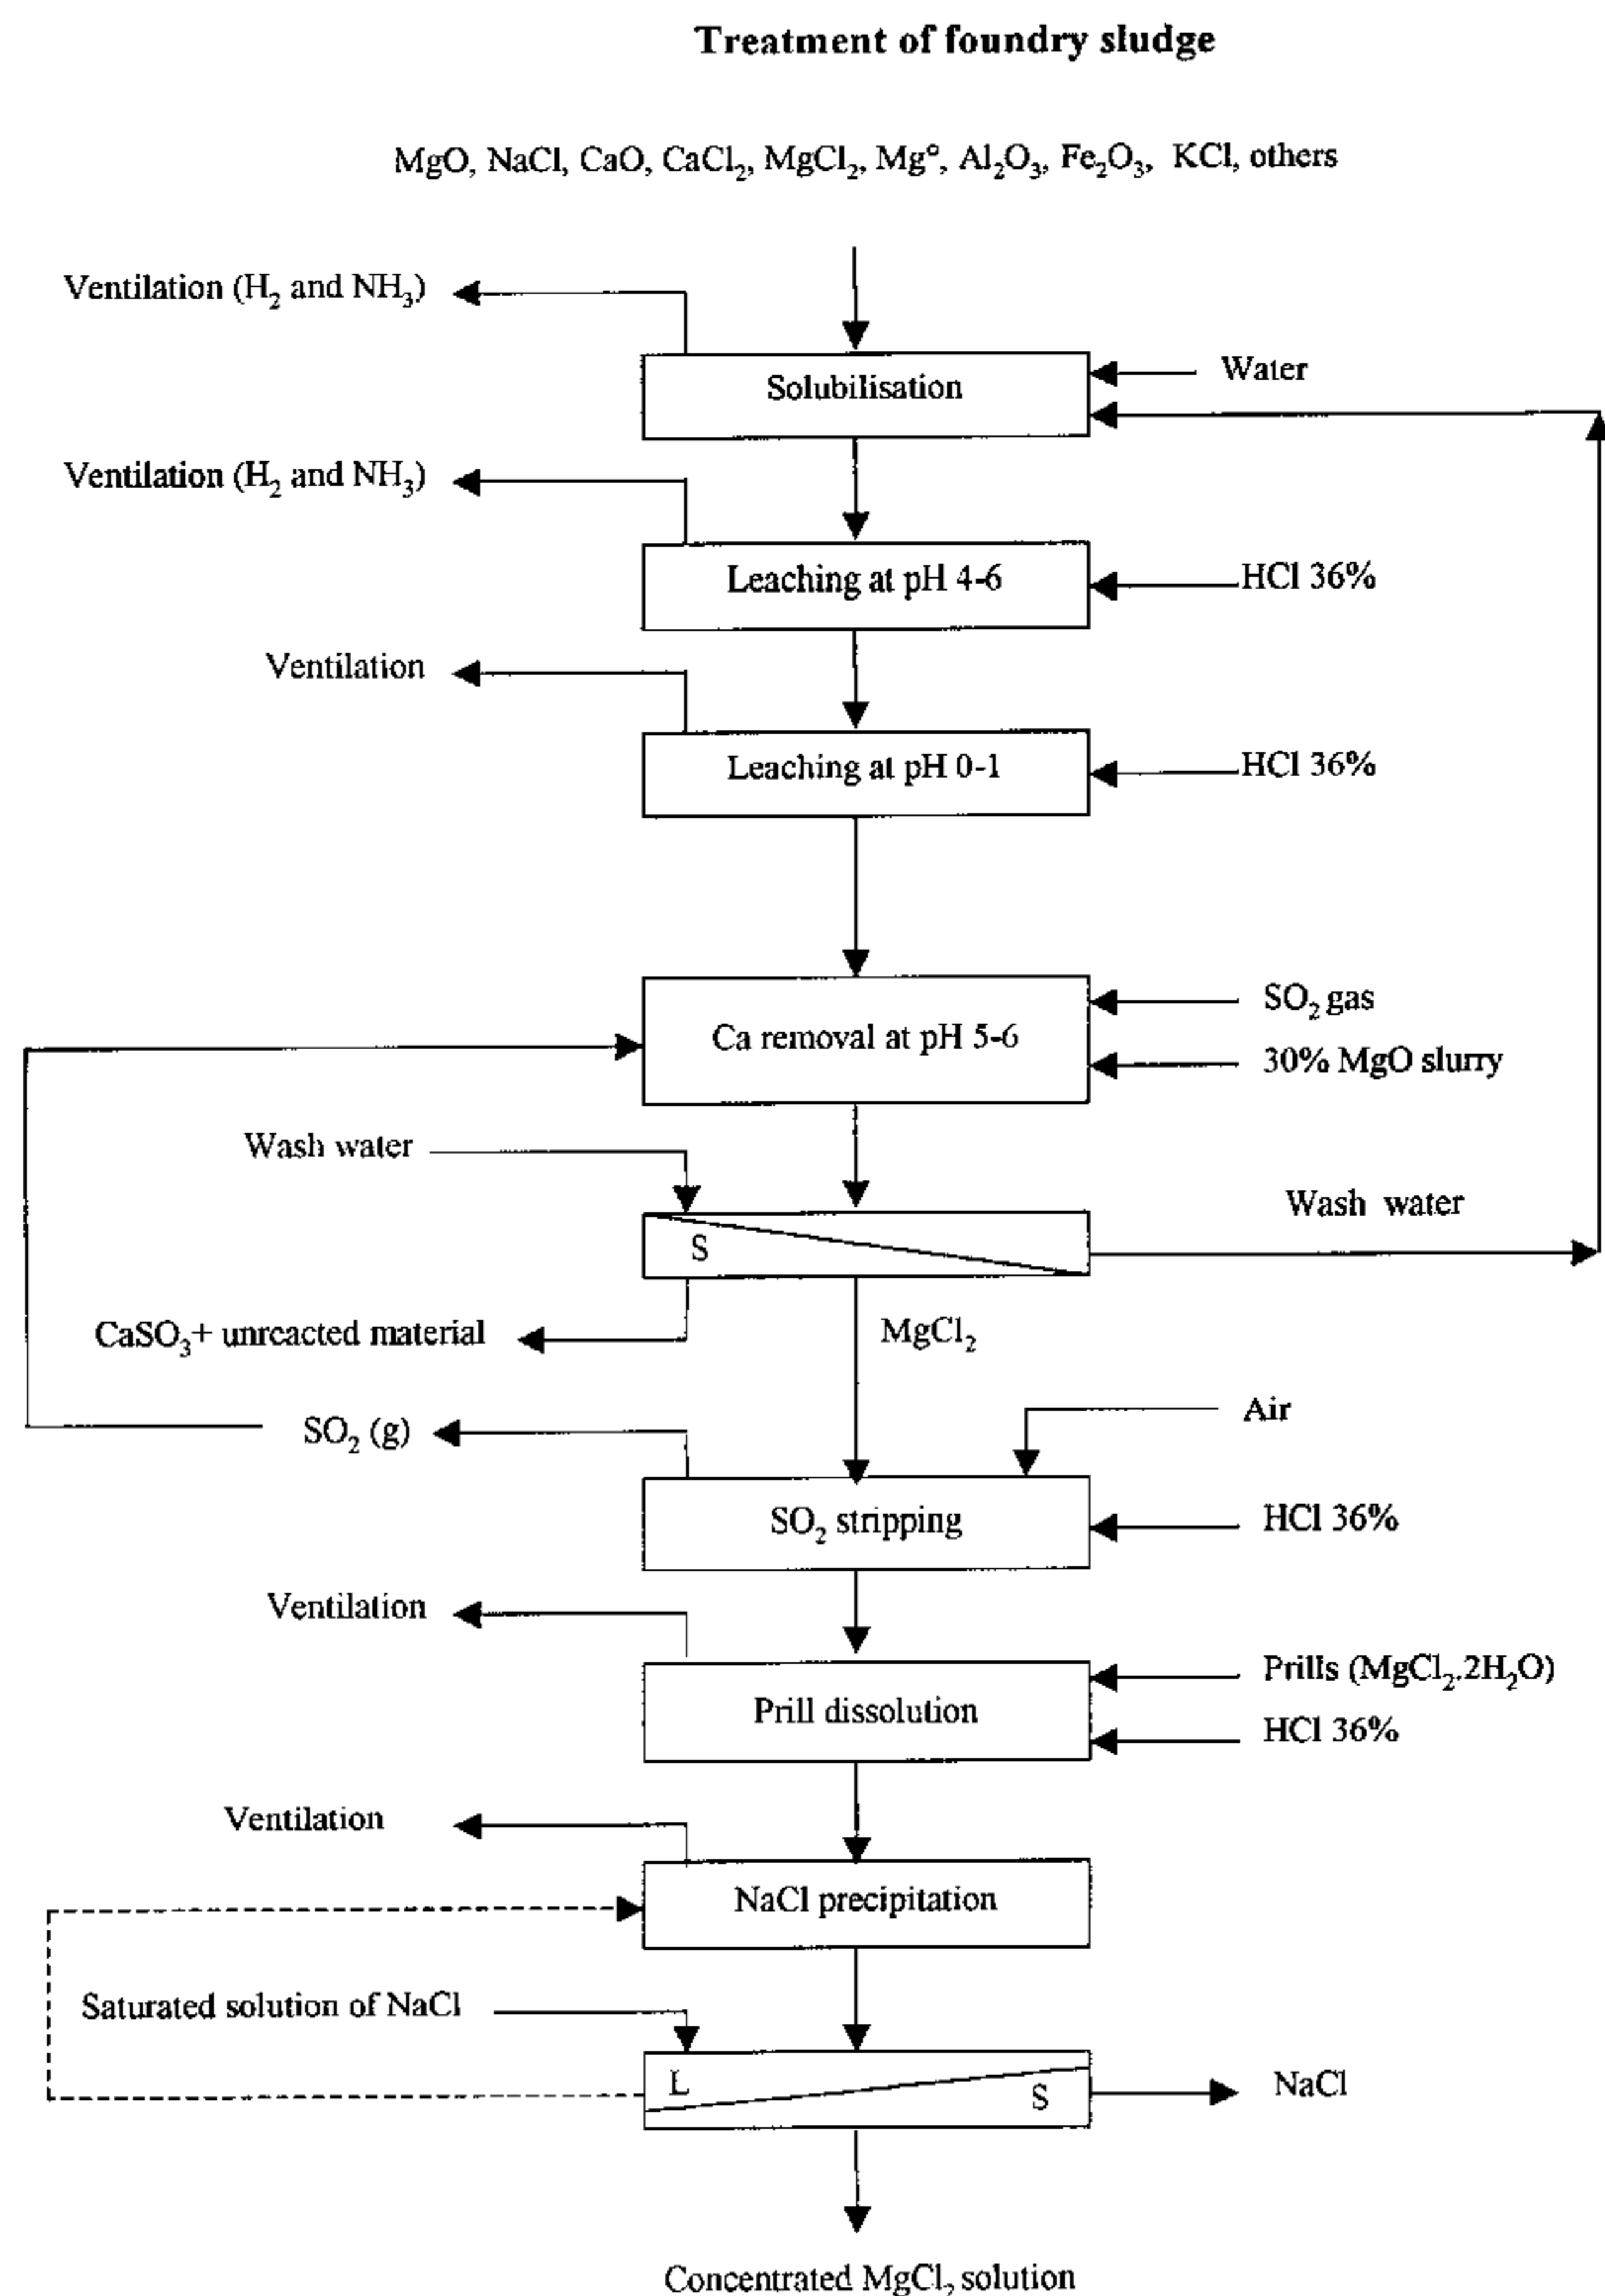 Treatment of foundry sludge
MgO, NaCl, CaO, CaCl₂, MgCl₂, Mg°, Al₂O₃, Fe₂O₃, KCl, others
Ventilation (H₂ and NH₃)
Solubilisation
Water
Ventilation (H₂ and NH₃)
Leaching at pH 4-6
HCl 36%
Ventilation
Leaching at pH 0-1
HCl 36%
SO₂ gas
Ca removal at pH 5-6
30% MgO slurry
Wash water
Wash water
S
CaSO₃+ unreacted material
MgCl₂
Air
SO₂ (g)
SO₂ stripping
HCl 36%
Ventilation
Prills (MgCl₂.2H₂O)
Prill dissolution
HCl 36%
Ventilation
NaCl precipitation
Saturated solution of NaCl
L
S
NaCl
Concentrated MgCl₂ solution